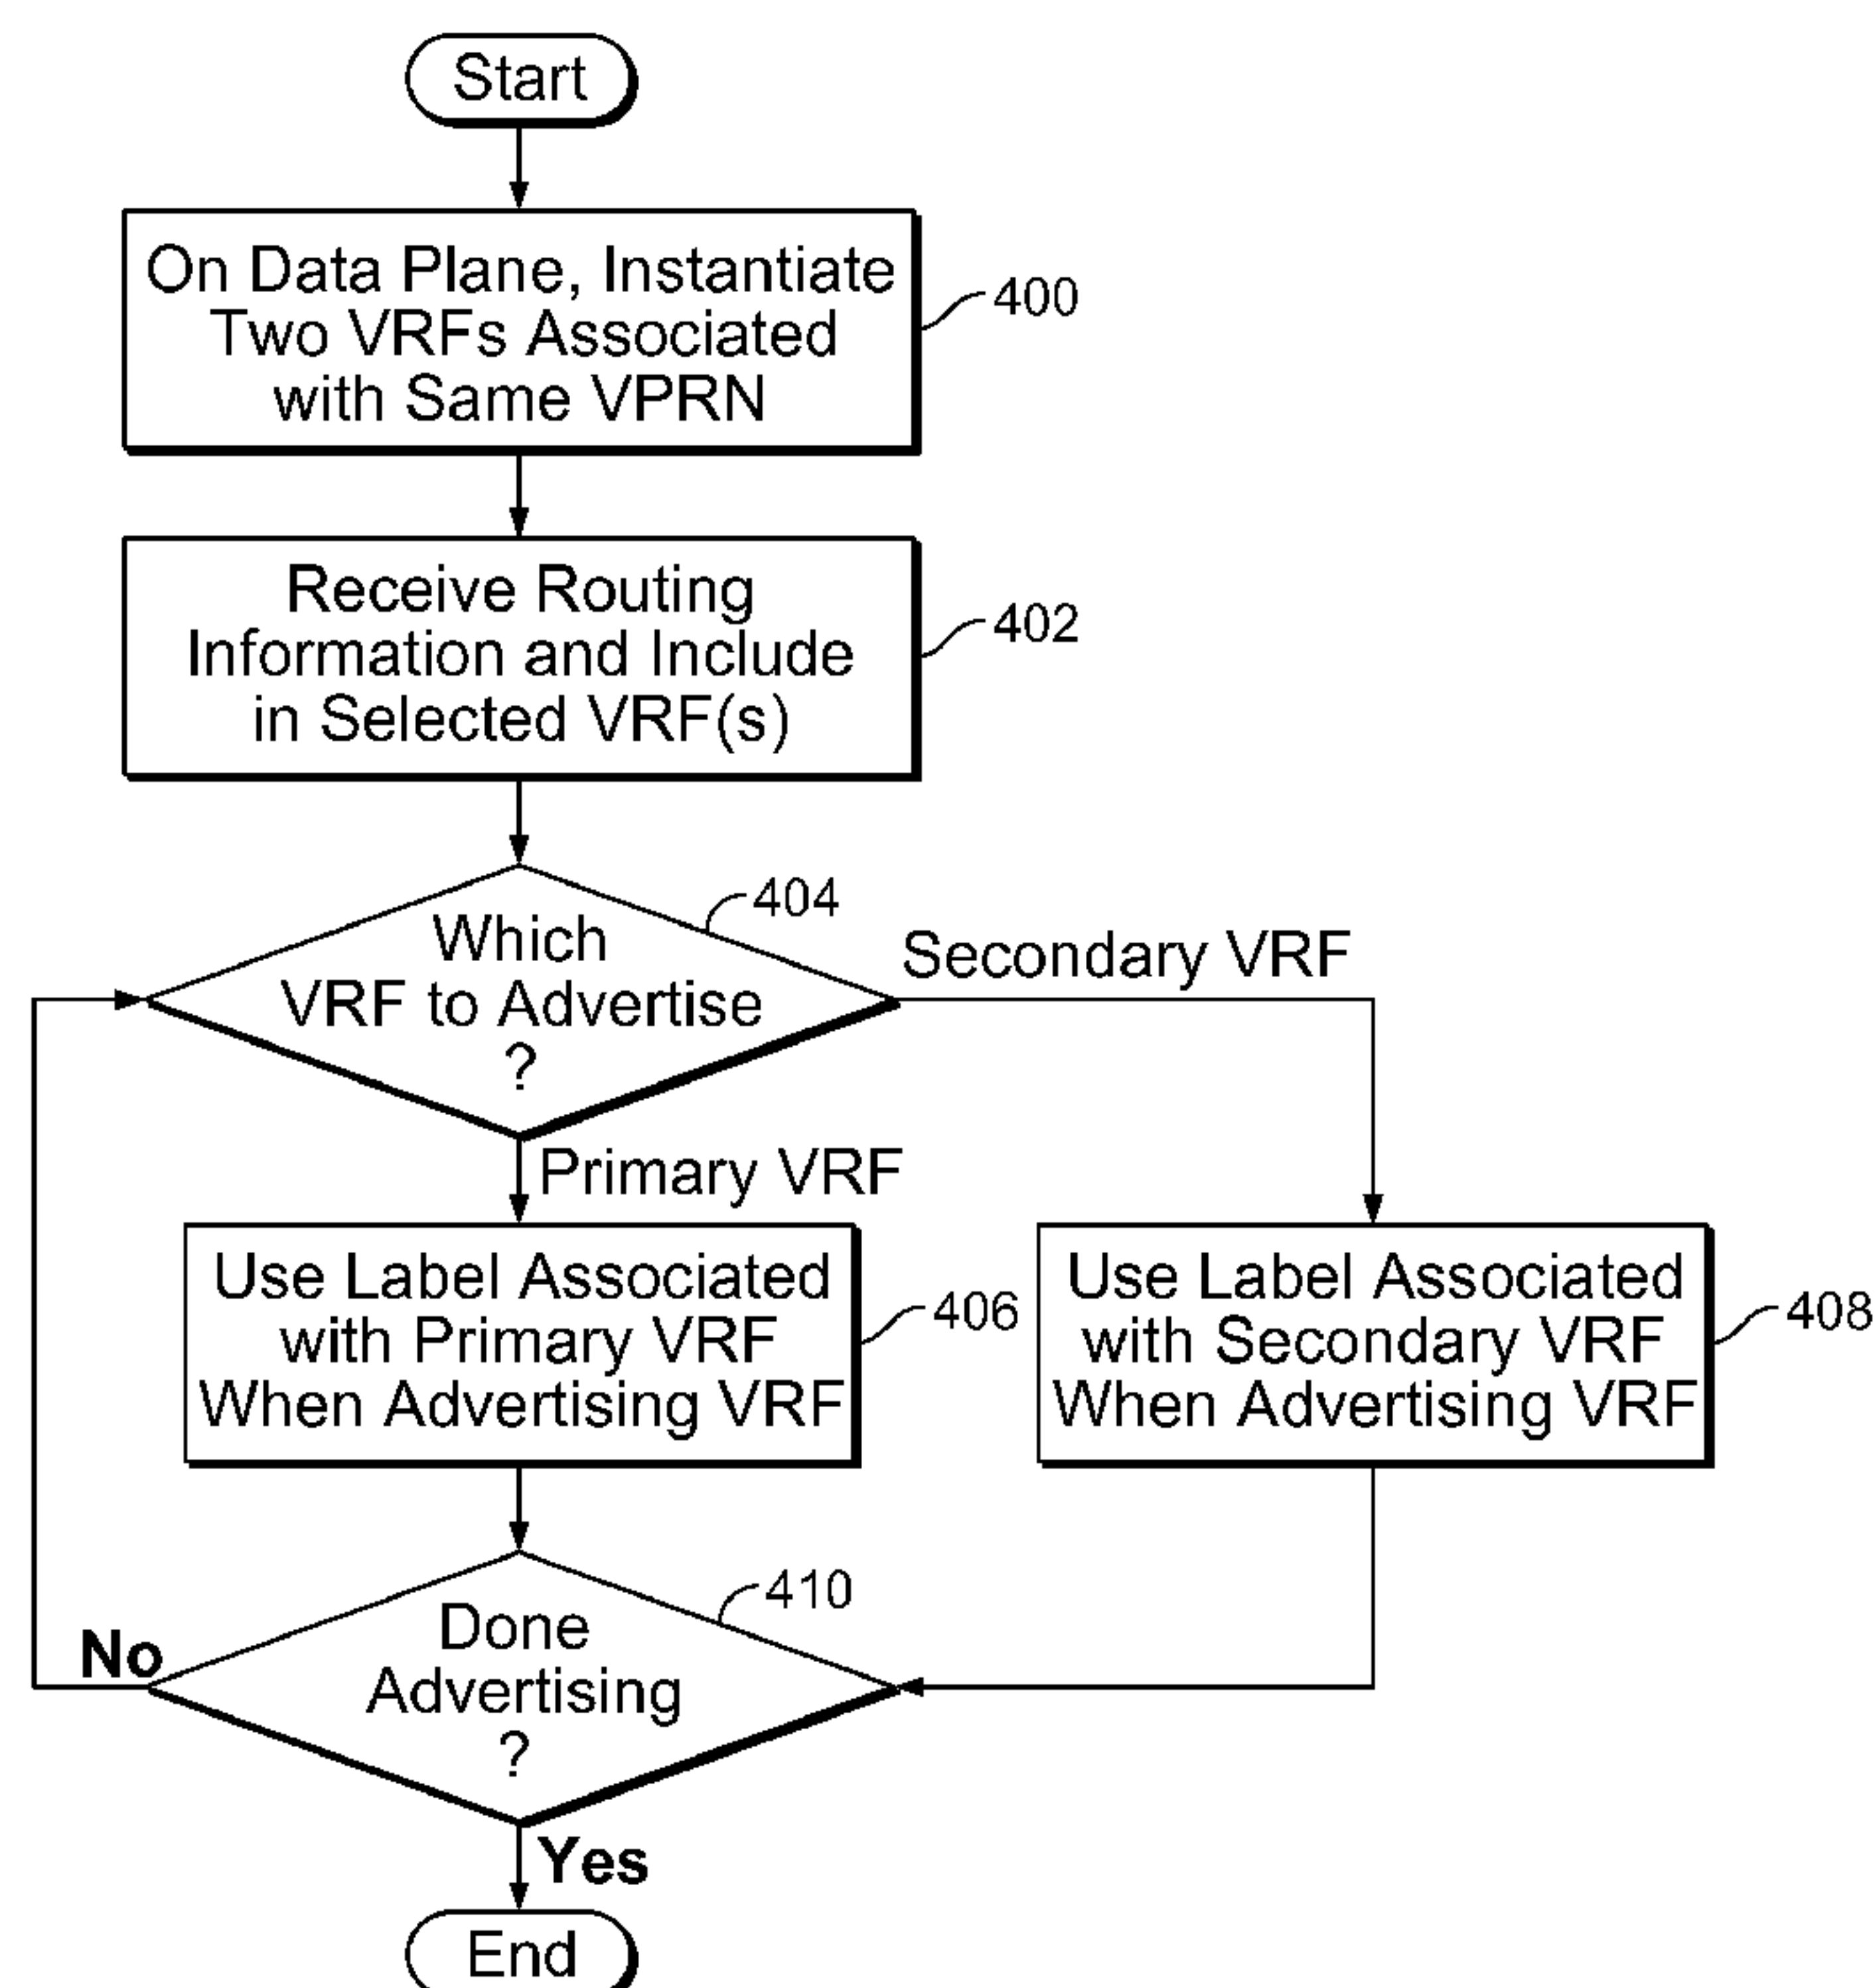 Start
On Data Plane, Instantiate
Two VRFs Associated
with Same VPRN
400
Receive Routing
Information and Include
in Selected VRF(s)
402
Which
VRF to Advertise
?
404
Secondary VRF
Primary VRF
Use Label Associated
with Primary VRF
When Advertising VRF
406
Use Label Associated
with Secondary VRF
When Advertising VRF
408
Done
Advertising
?
410
No
Yes
End